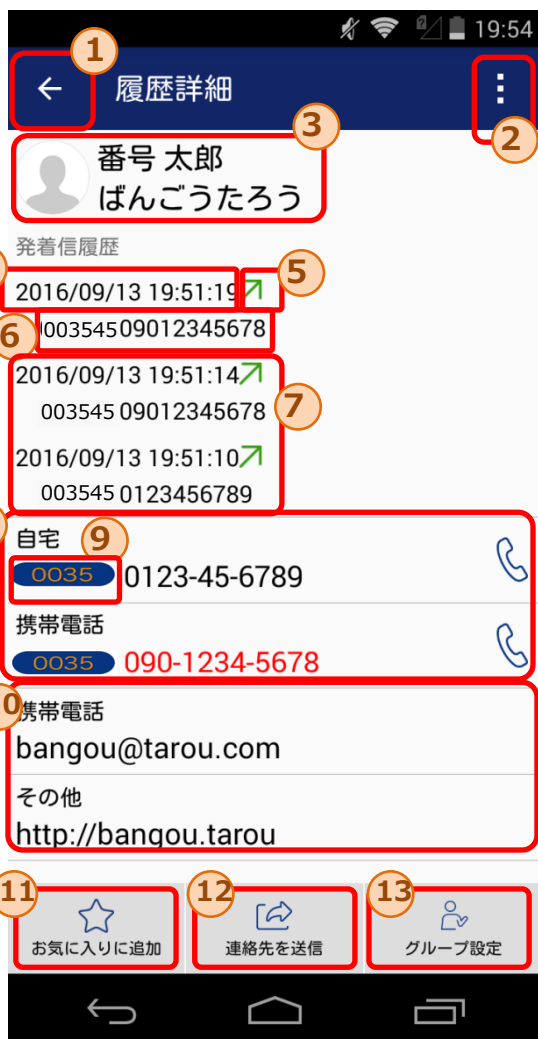 19:54
1
履歴詳細
2
3
番号 太郎
ばんごうたろう
発着信履歴
5
2016/09/13 19:51:19
6
00354509012345678
2016/09/13 19:51:14
7
003545 09012345678
2016/09/13 19:51:10
003545 0123456789
自宅
9
0035 0123-45-6789
携帯電話
0035 090-1234-5678
0
携帯電話
bangou@tarou.com
その他
http://bangou.tarou
11
12
13
お気に入りに追加
連絡先を送信
グループ設定